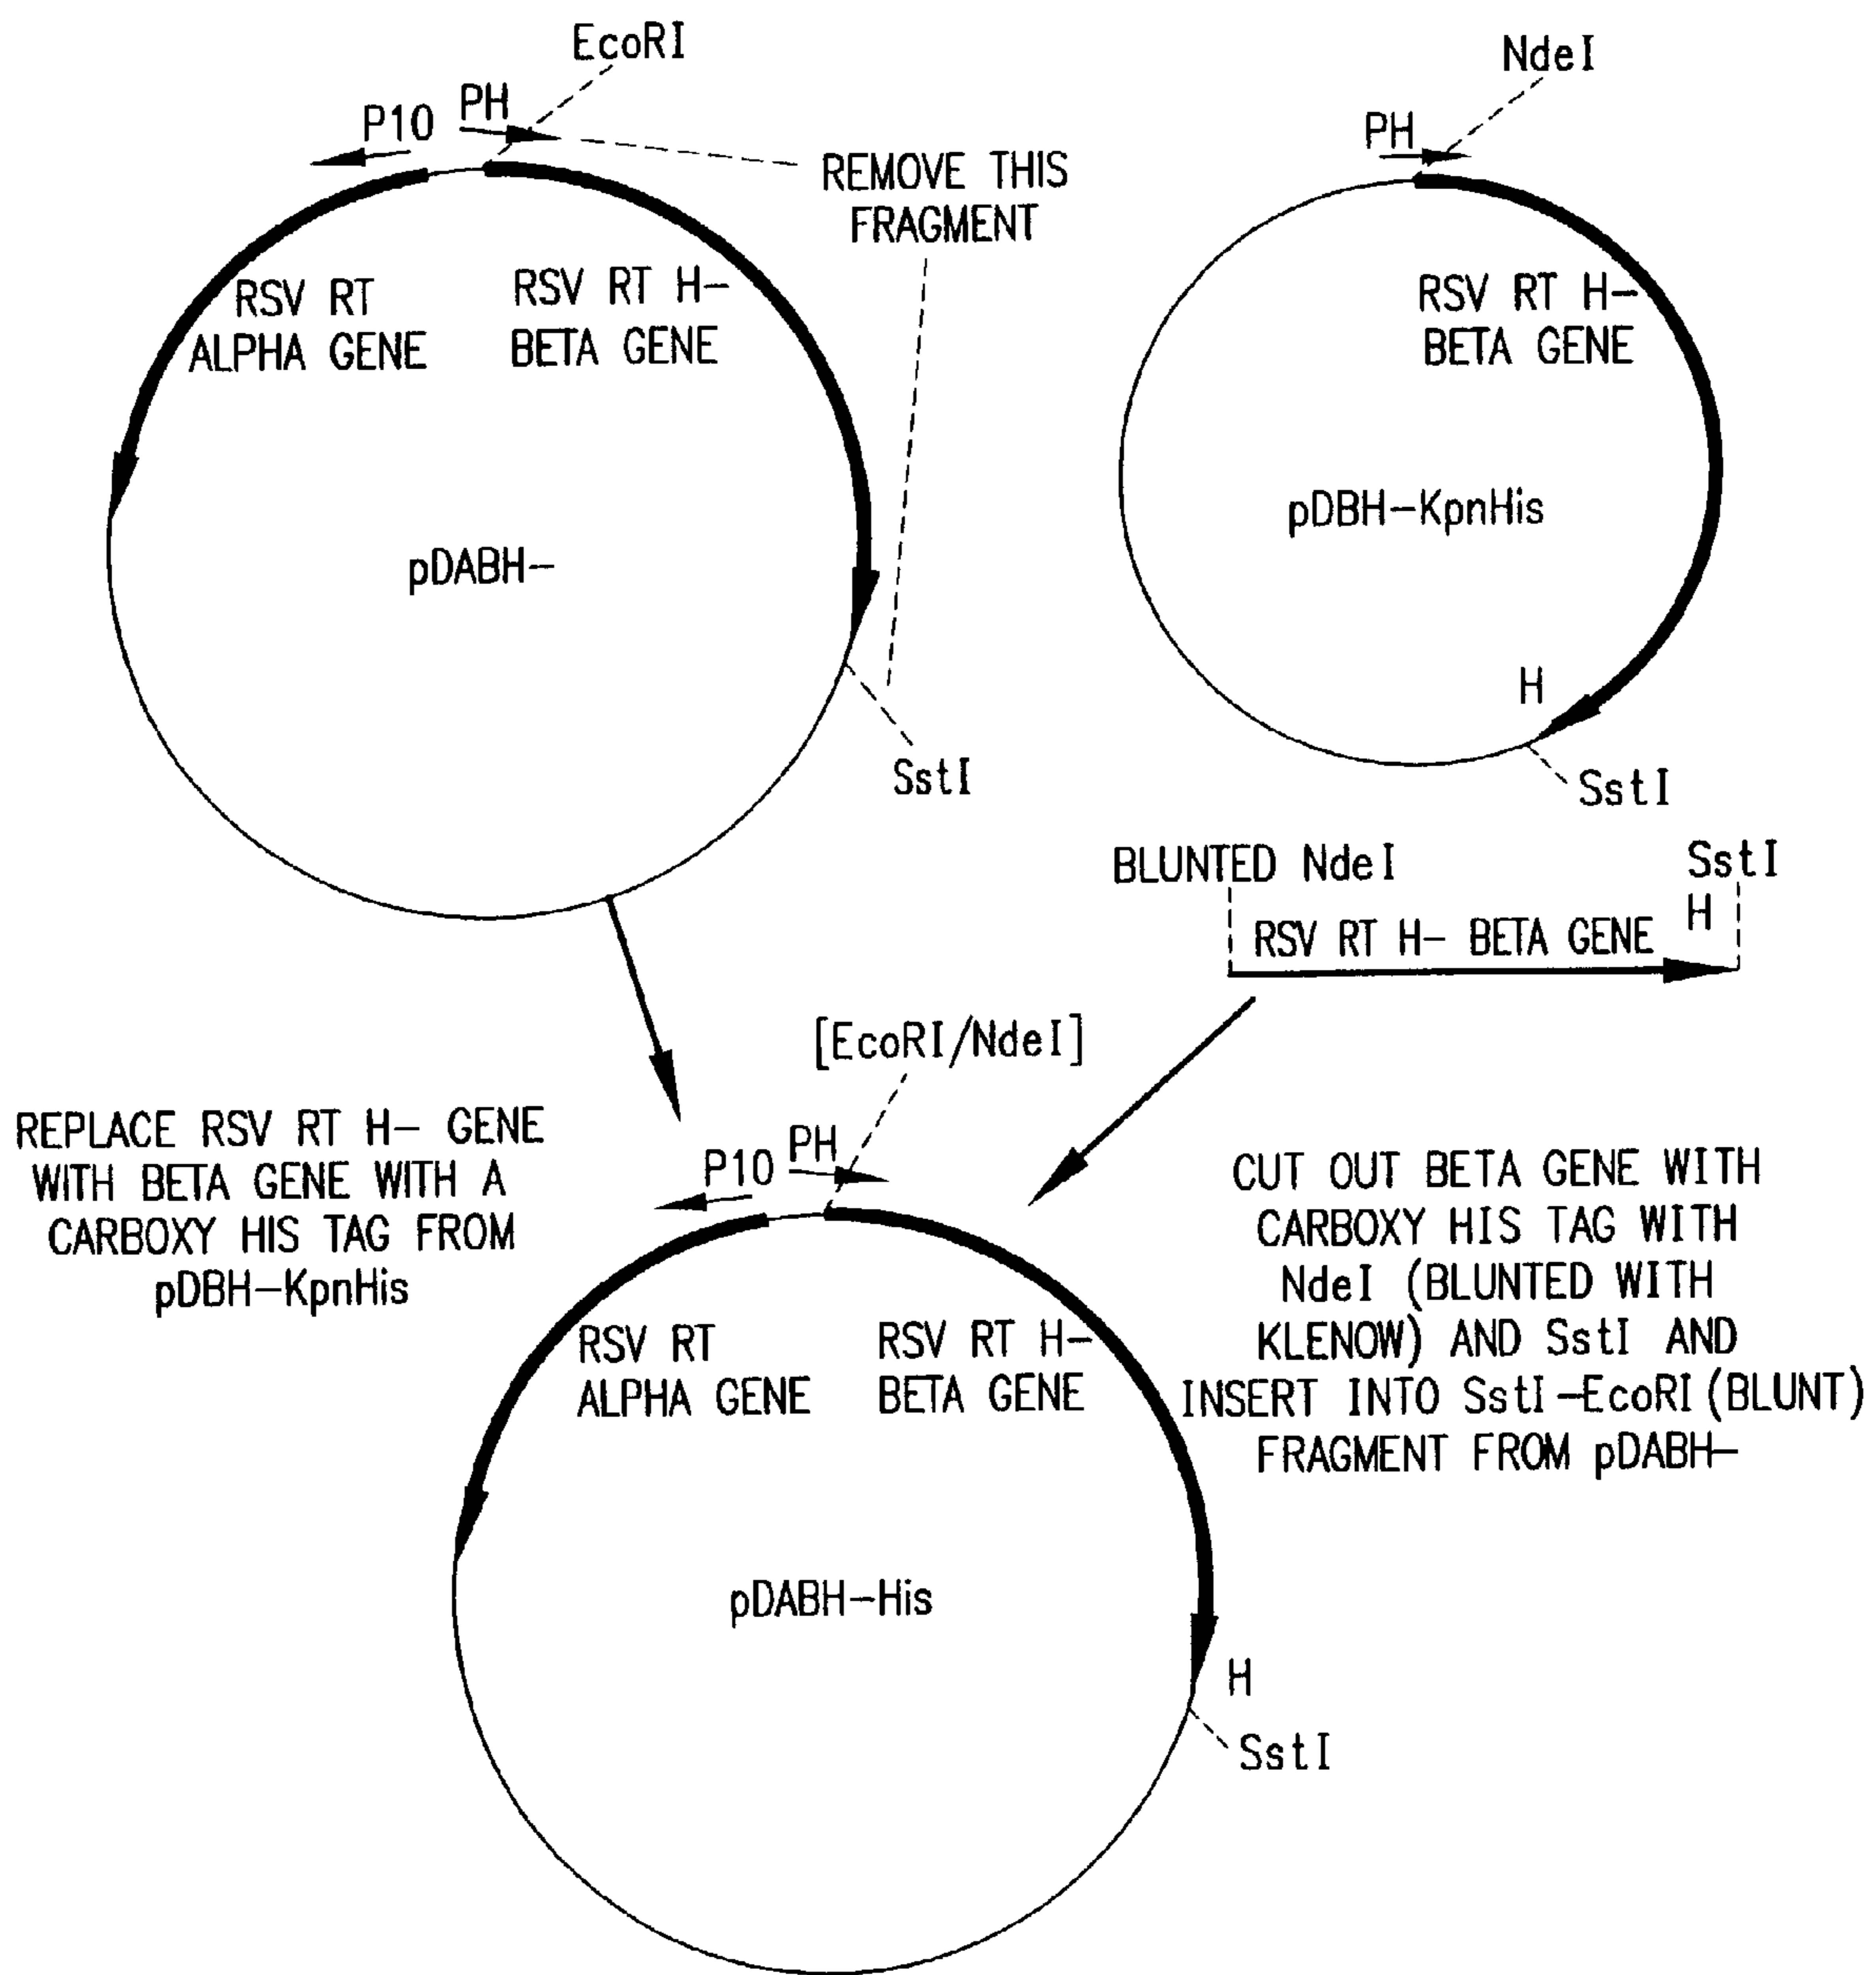 EcoRI
P10
PH
REMOVE THIS
FRAGMENT
RSV RT
ALPHA GENE
RSV RT H-
BETA GENE
pDABH-
SstI
NdeI
PH
RSV RT H-
BETA GENE
pDBH-KpnHis
H
SstI
BLUNTED NdeI
SstI
H
RSV RT H- BETA GENE
[EcoRI/NdeI]
REPLACE RSV RT H- GENE
WITH BETA GENE WITH A
CARBOXY HIS TAG FROM
pDBH-KpnHis
P10
PH
CUT OUT BETA GENE WITH
CARBOXY HIS TAG WITH
NdeI (BLUNTED WITH
KLENOW) AND SstI AND
INSERT INTO SstI-EcoRI (BLUNT)
FRAGMENT FROM pDABH-
RSV RT
ALPHA GENE
RSV RT H-
BETA GENE
pDABH-His
H
SstI